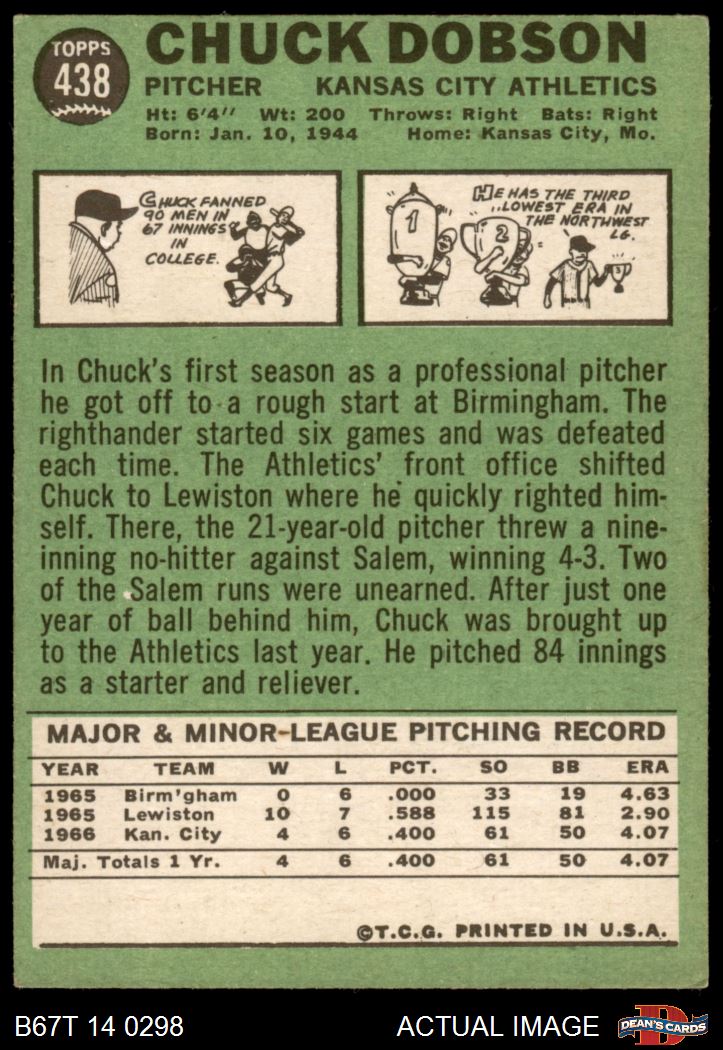 TOPPS
438
CHUCK DOBSON
PITCHER KANSAS CITY ATHLETICS
Ht: 6'4'' Wt: 200 Throws: Right Bats: Right
Born: Jan. 10, 1944 Home: Kansas City, Mo.
CHUCK FANNED
90 MEN IN
67 INNINGS
IN
COLLEGE.
1
2
HE HAS THE THIRD
..LOWEST ERA IN
THE NORTHWEST
LG.
3
In Chuck's first season as a professional pitcher
he got off to a rough start at Birmingham. The
righthander started six games and was defeated
each time. The Athletics' front office shifted
Chuck to Lewiston where he quickly righted him-
self. There, the 21-year-old pitcher threw a nine-
inning no-hitter against Salem, winning 4-3. Two
of the Salem runs were unearned. After just one
year of ball behind him, Chuck was brought up
to the Athletics last year. He pitched 84 innings
as a starter and reliever.
MAJOR & MINOR-LEAGUE PITCHING RECORD
YEAR TEAM W L PCT. SO BB ERA
1965 Birm'gham 0 6 .000 33 19 4.63
1965 Lewiston 10 7 .588 115 81 2.90
1966 Kan. City 4 6 .400 61 50 4.07
Maj. Totals 1 Yr. 4 6 .400 61 50 4.07
©T.C.G. PRINTED IN U.S.A.
B67T 14 0298 ACTUAL IMAGE
D
DEAN'S CARDS